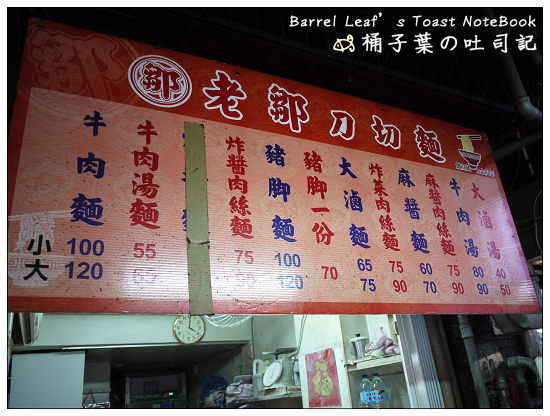 Barrel Leaf's Toast NoteBook
桶子葉の吐司記
鄒
老鄒刀切麵
小
大
牛肉麵
100
120
牛肉湯麵
55
65
炸醬肉絲麵
75
90
豬腳麵
100
120
豬腳一份
70
大滷麵
65
75
炸菜肉絲麵
75
90
麻醬麵
60
70
麻醬肉絲麵
75
90
牛肉湯
80
90
大滷湯
40
50